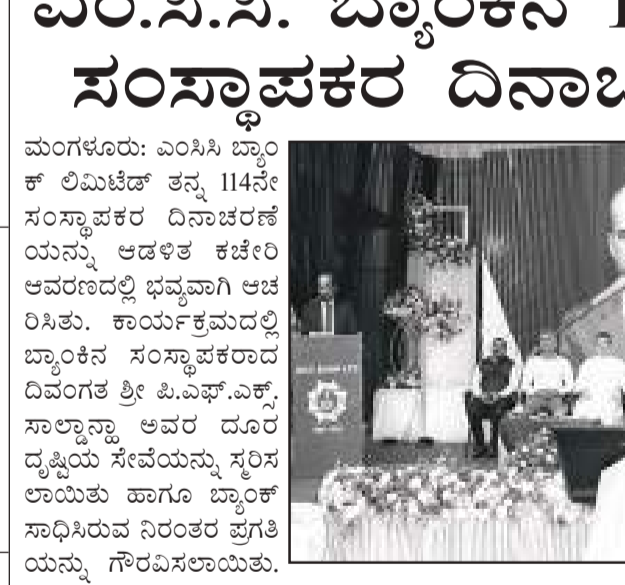 ಎಂ.ಸಿ.ಸಿ. ಬ್ಯಾಂಕಿನ
ಸಂಸ್ಥಾಪಕರ
ಮಂಗಳೂರು: ಎಂಸಿಸಿ ಬ್ಯಾಂ
ಕ್ ಲಿಮಿಟೆಡ್ ತನ್ನ 114ನೇ
ಸಂಸ್ಥಾಪಕರ ದಿನಾಚರಣೆ
ಯನ್ನು ಆಡಳಿತ ಕಚೇರಿ
ಆವರಣದಲ್ಲಿ ಭವ್ಯವಾಗಿ ಆಚ
ರಿಸಿತು. ಕಾರ್ಯಕ್ರಮದಲ್ಲಿ
ಬ್ಯಾಂಕಿನ ಸಂಸ್ಥಾಪಕರಾದ
ದಿವಂಗತ ಶ್ರೀ ಪಿ.ಎಫ್.ಎಕ್ಸ್.
ಸಾಲ್ಡಾನ್ಹಾ ಅವರ ದೂರ
ದೃಷ್ಟಿಯ ಸೇವೆಯನ್ನು ಸ್ಮರಿಸ
ಲಾಯಿತು ಹಾಗೂ ಬ್ಯಾಂಕ್
ಸಾಧಿಸಿರುವ ನಿರಂತರ ಪ್ರಗತಿ
ಯನ್ನು ಗೌರವಿಸಲಾಯಿತು.